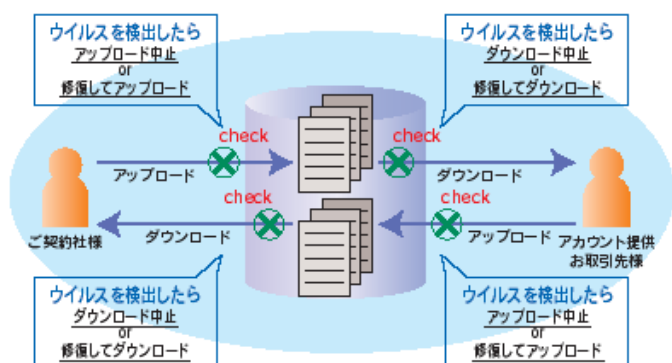 ウイルスを検出したら
アップロード中止
or
修復してアップロード
ウイルスを検出したら
ダウンロード中止
or
修復してダウンロード
check
check
アップロード
ダウンロード
check
check
ご契約社様
ダウンロード
アップロード
アカウント提供
お取引先様
ウイルスを検出したら
ダウンロード中止
or
修復してダウンロード
ウイルスを検出したら
アップロード中止
or
修復してアップロード